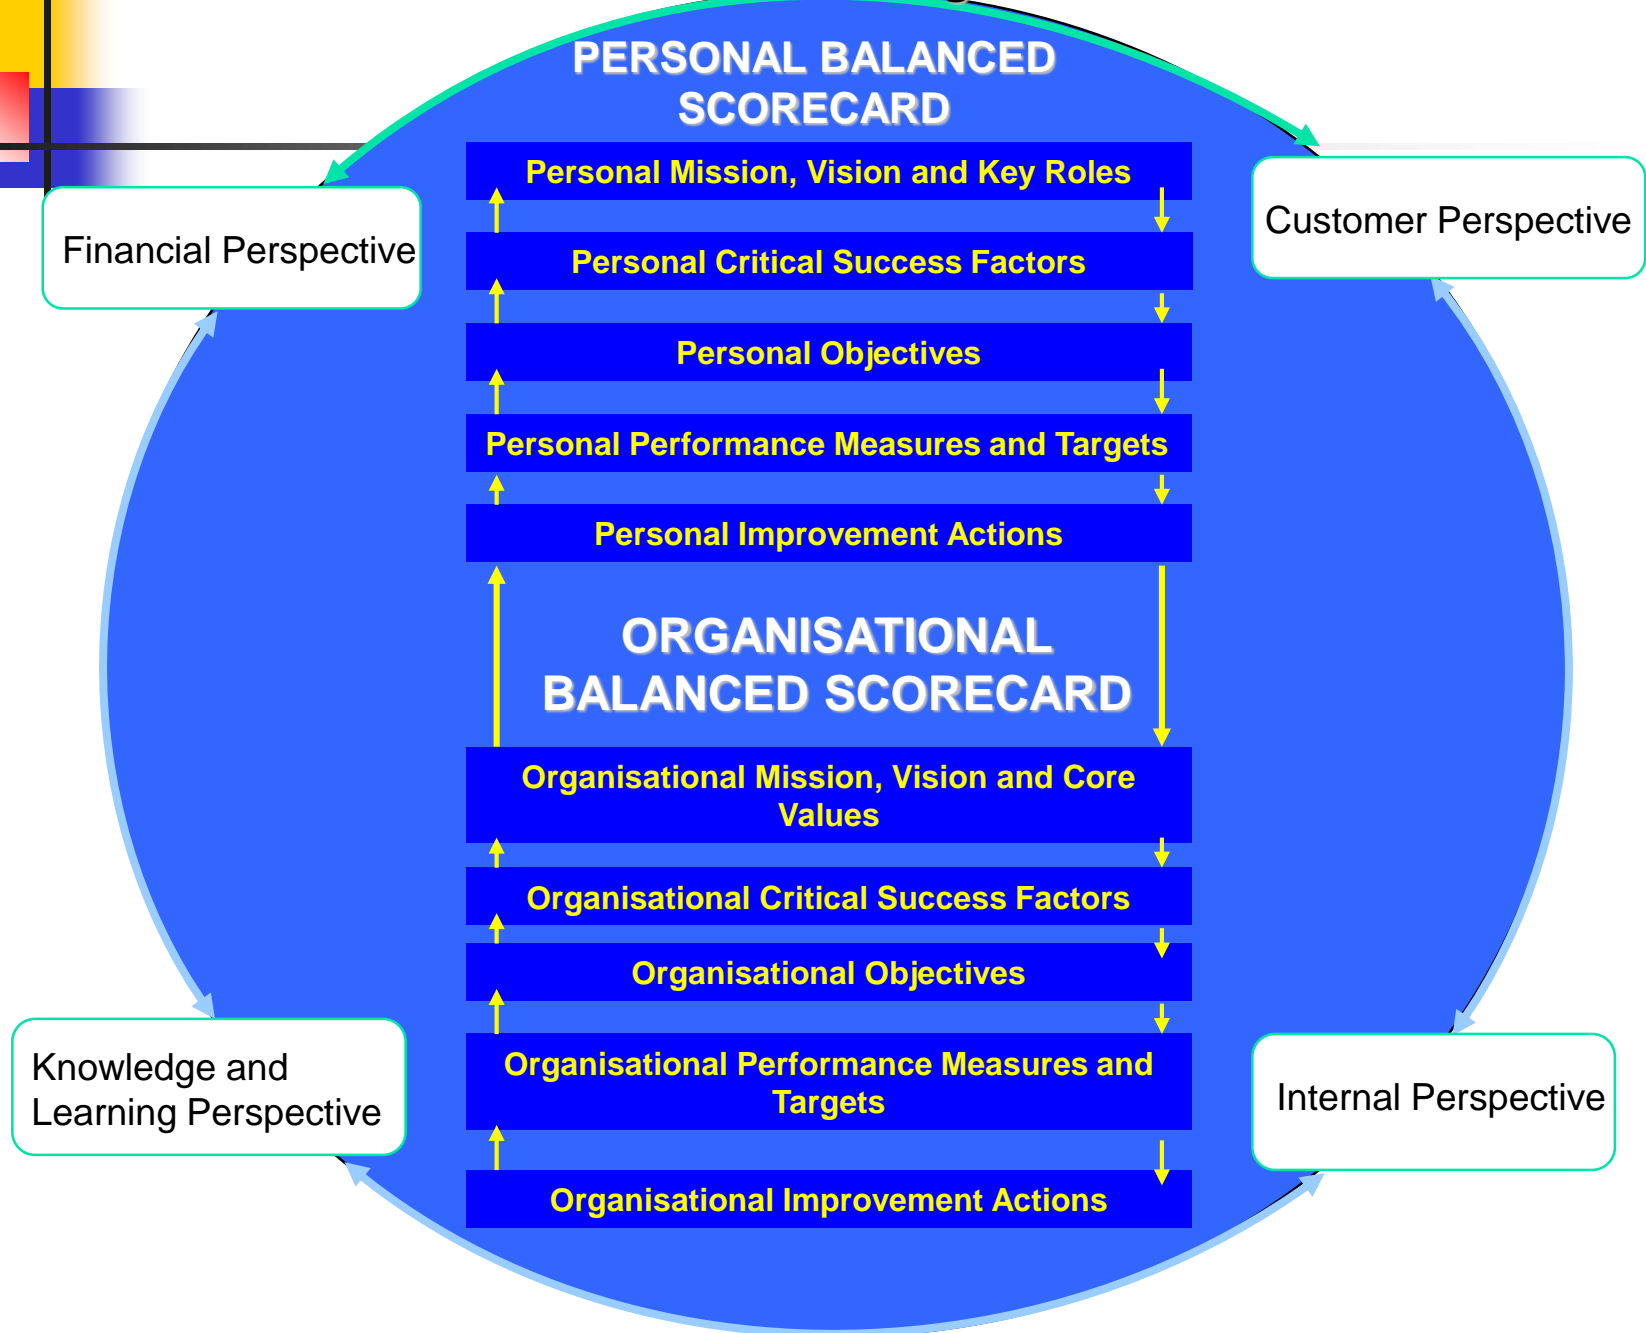 PERSONAL BALANCED
SCORECARD
Personal Mission, Vision and Key Roles
Financial Perspective
Customer Perspective
Personal Critical Success Factors
Personal Objectives
Personal Performance Measures and Targets
Personal Improvement Actions
ORGANISATIONAL
BALANCED SCORECARD
Organisational Mission, Vision and Core
Values
Organisational Critical Success Factors
Organisational Objectives
Organisational Performance Measures and
Targets
Knowledge and
Learning Perspective
Internal Perspective
Organisational Improvement Actions